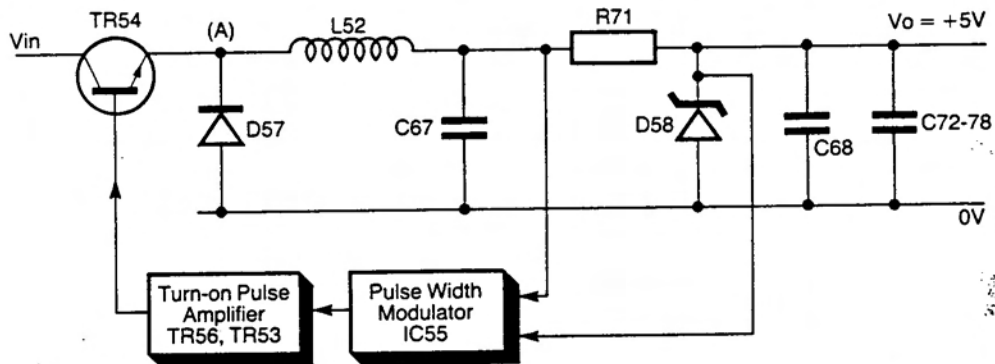 TR54
Vin
(A)
L52
R71
Vo = +5V
D57
C67
D58
C68
C72-78
0V
Turn-on Pulse
Amplifier
TR56, TR53
Pulse Width
Modulator
IC55